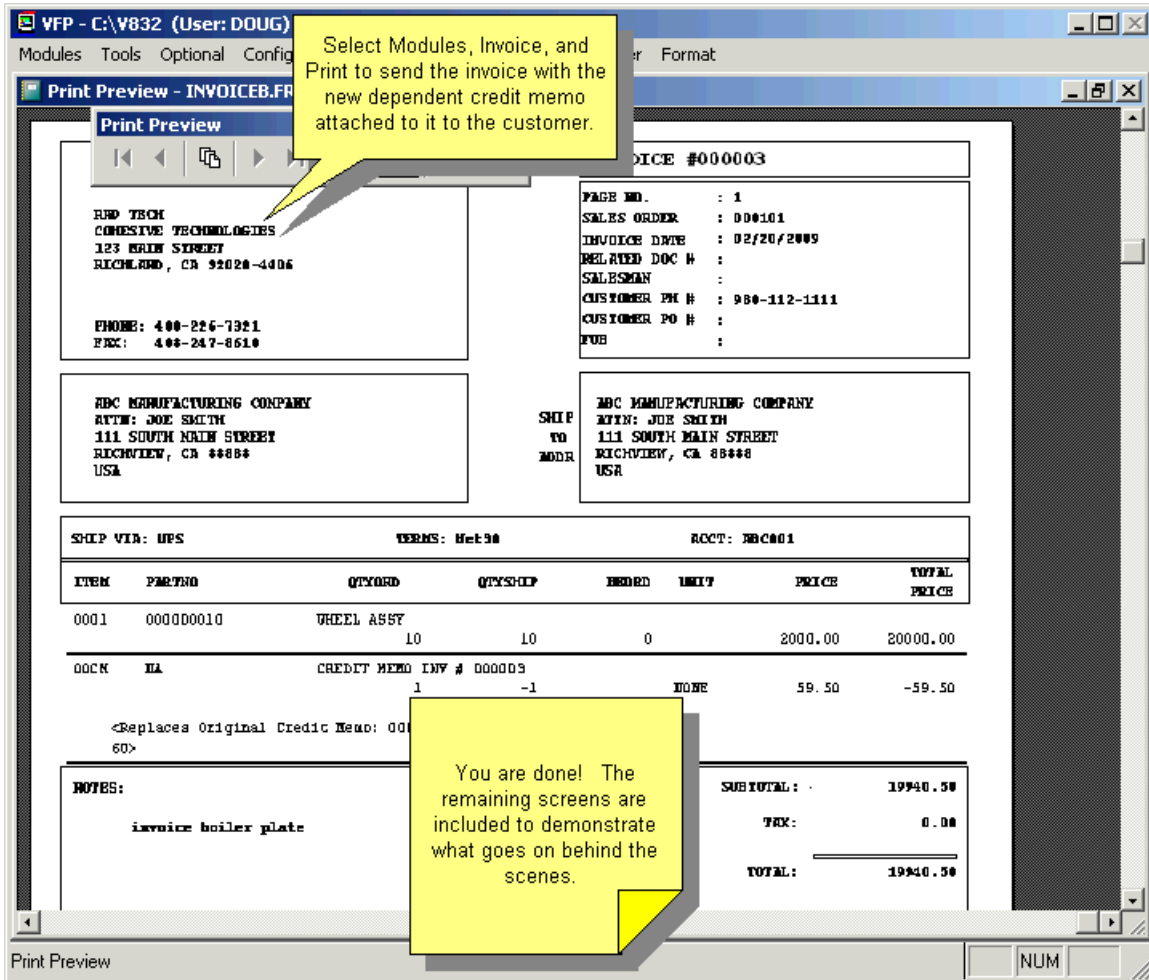 VFP - C:\V832 (User: DOUG)
Modules Tools Optional Config Format
Select Modules, Invoice, and
Print to send the invoice with the
new dependent credit memo
attached to it to the customer.
Print Preview - INVOICEB.FR
Print Preview
#000003
COHESIVE TECHNOLOGIES
123 MAIN STREET
RICHLAND, CA 92020-4406
PHONE: 408-226-7321
FAX: 408-247-8610
PAGE NO. : 1
SALES ORDER : 000101
INVOICE DATE : 02/20/2009
RELATED DOC # :
SALESMAN :
CUSTOMER PH # : 980-112-1111
CUSTOMER PO # :
FOB :
ABC MANUFACTURING COMPANY
ATTN: JOE SMITH
111 SOUTH MAIN STREET
RICHVIEW, CA
USA
SHIP
TO
ADDR
ABC MANUFACTURING COMPANY
ATTN: JOE SMITH
111 SOUTH MAIN STREET
RICHVIEW, CA 88888
USA
SHIP VIA: UPS TERMS: Net30 ACCT: ABC001
ITEM PARTNO QTYORD QTYSHIP BKORD UNIT PRICE TOTAL PRICE
0001 0000D0010 WHEEL ASSY
10 10 0 2000.00 20000.00
00CM NA CREDIT MEMO INV # 000003
1 -1 NONE 59.50 -59.50
<Replaces Original Credit Memo:
60>
NOTES:
invoice boiler plate
You are done! The
remaining screens are
included to demonstrate
what goes on behind the
scenes.
SUBTOTAL: 19940.50
TAX: 0.00
TOTAL: 19940.50
Print Preview NUM